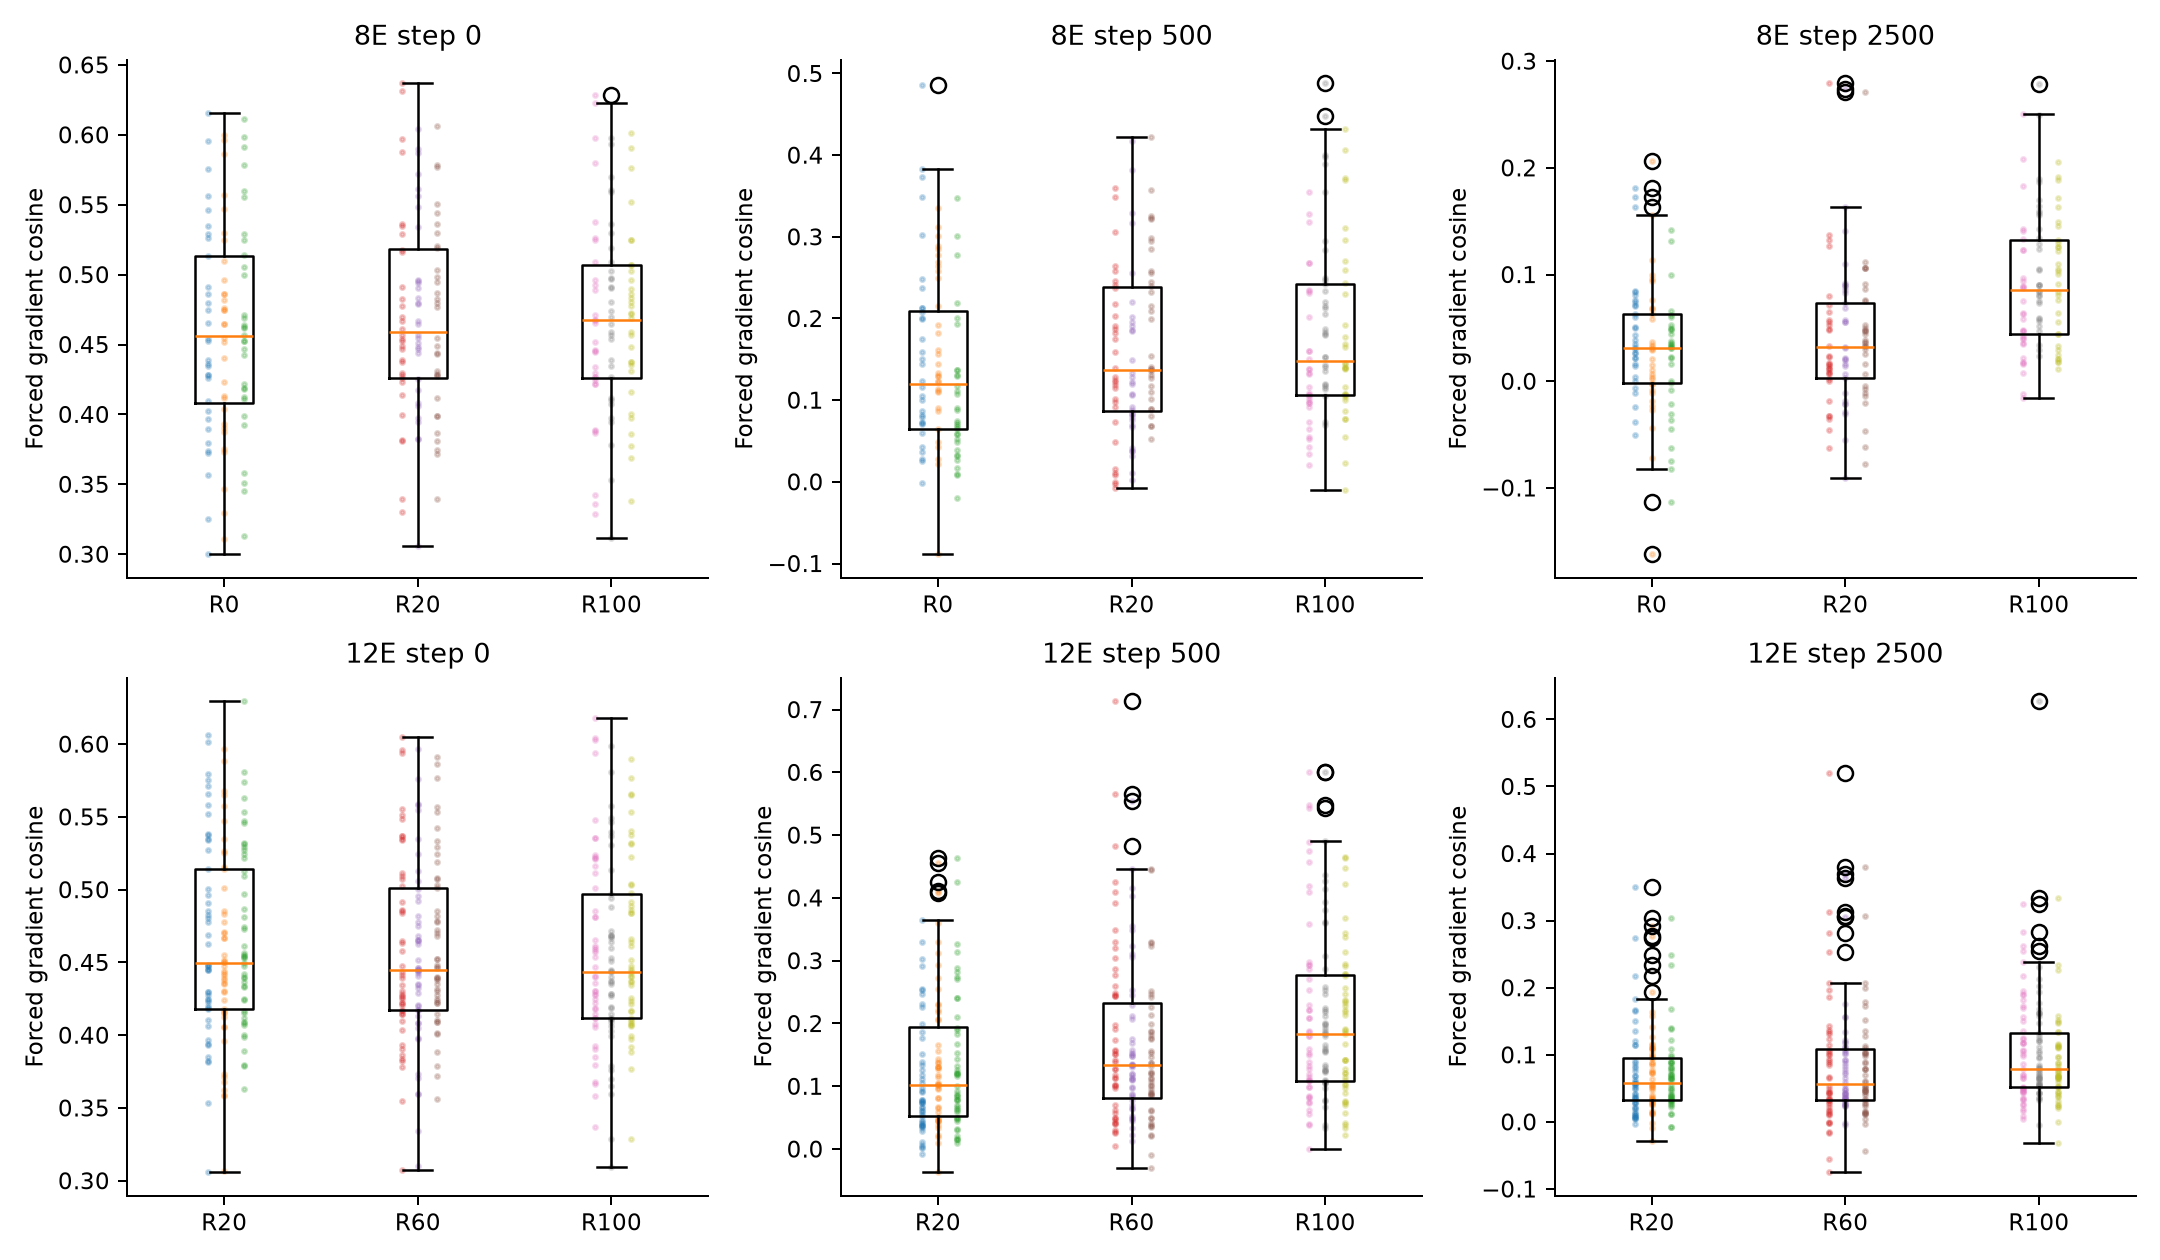 8E step 0
Forced gradient cosine
0.65
0.60
0.55
0.50
0.45
0.40
0.35
0.30
R0 R20 R100
8E step 500
Forced gradient cosine
0.5
0.4
0.3
0.2
0.1
0.0
−0.1
R0 R20 R100
8E step 2500
Forced gradient cosine
0.3
0.2
0.1
0.0
−0.1
R0 R20 R100
12E step 0
Forced gradient cosine
0.60
0.55
0.50
0.45
0.40
0.35
0.30
R20 R60 R100
12E step 500
Forced gradient cosine
0.7
0.6
0.5
0.4
0.3
0.2
0.1
0.0
R20 R60 R100
12E step 2500
Forced gradient cosine
0.6
0.5
0.4
0.3
0.2
0.1
0.0
−0.1
R20 R60 R100